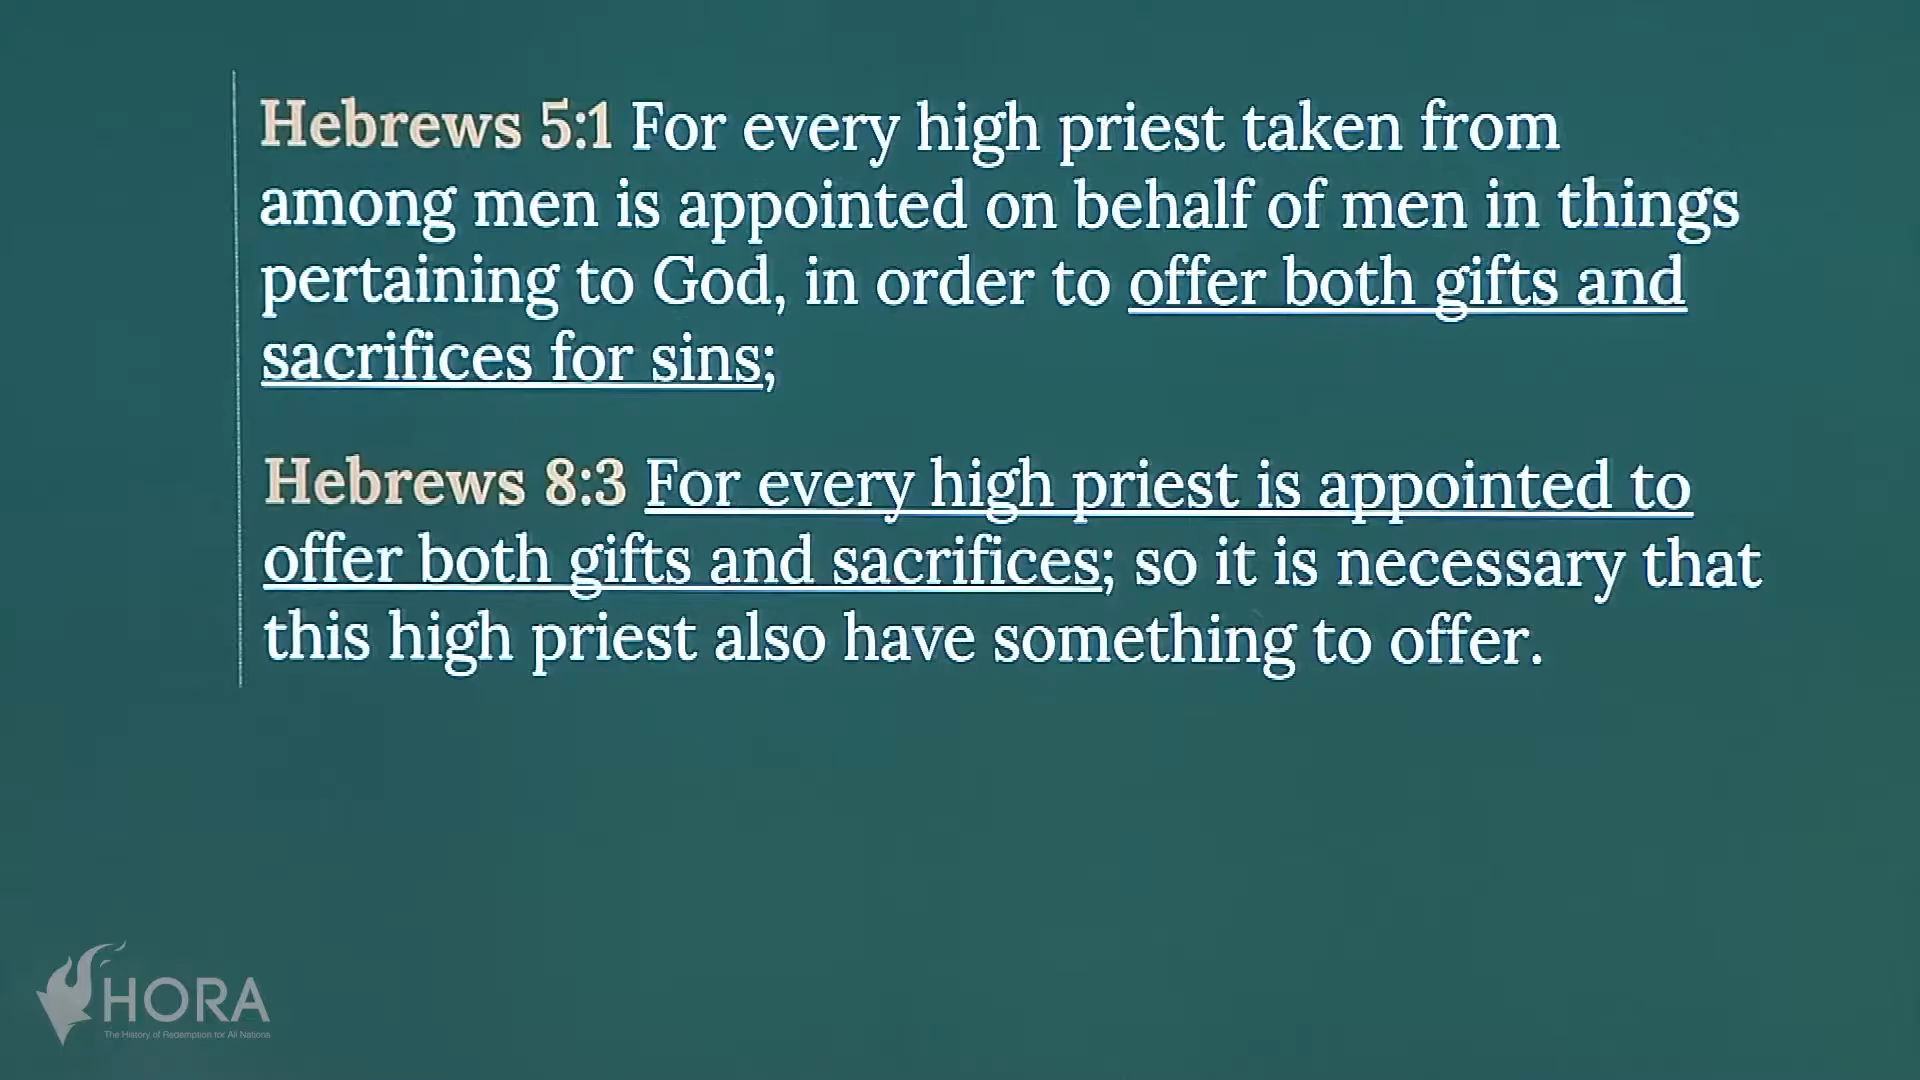 Hebrews 5:1 For every high priest taken from
among men is appointed on behalf of men in things
pertaining to God, in order to offer both gifts and
sacrifices for sins;
Hebrews 8:3 For every high priest is appointed to
offer both gifts and sacrifices; so it is necessary that
this high priest also have something to offer.
HORA
The History of Redemption for All Nations